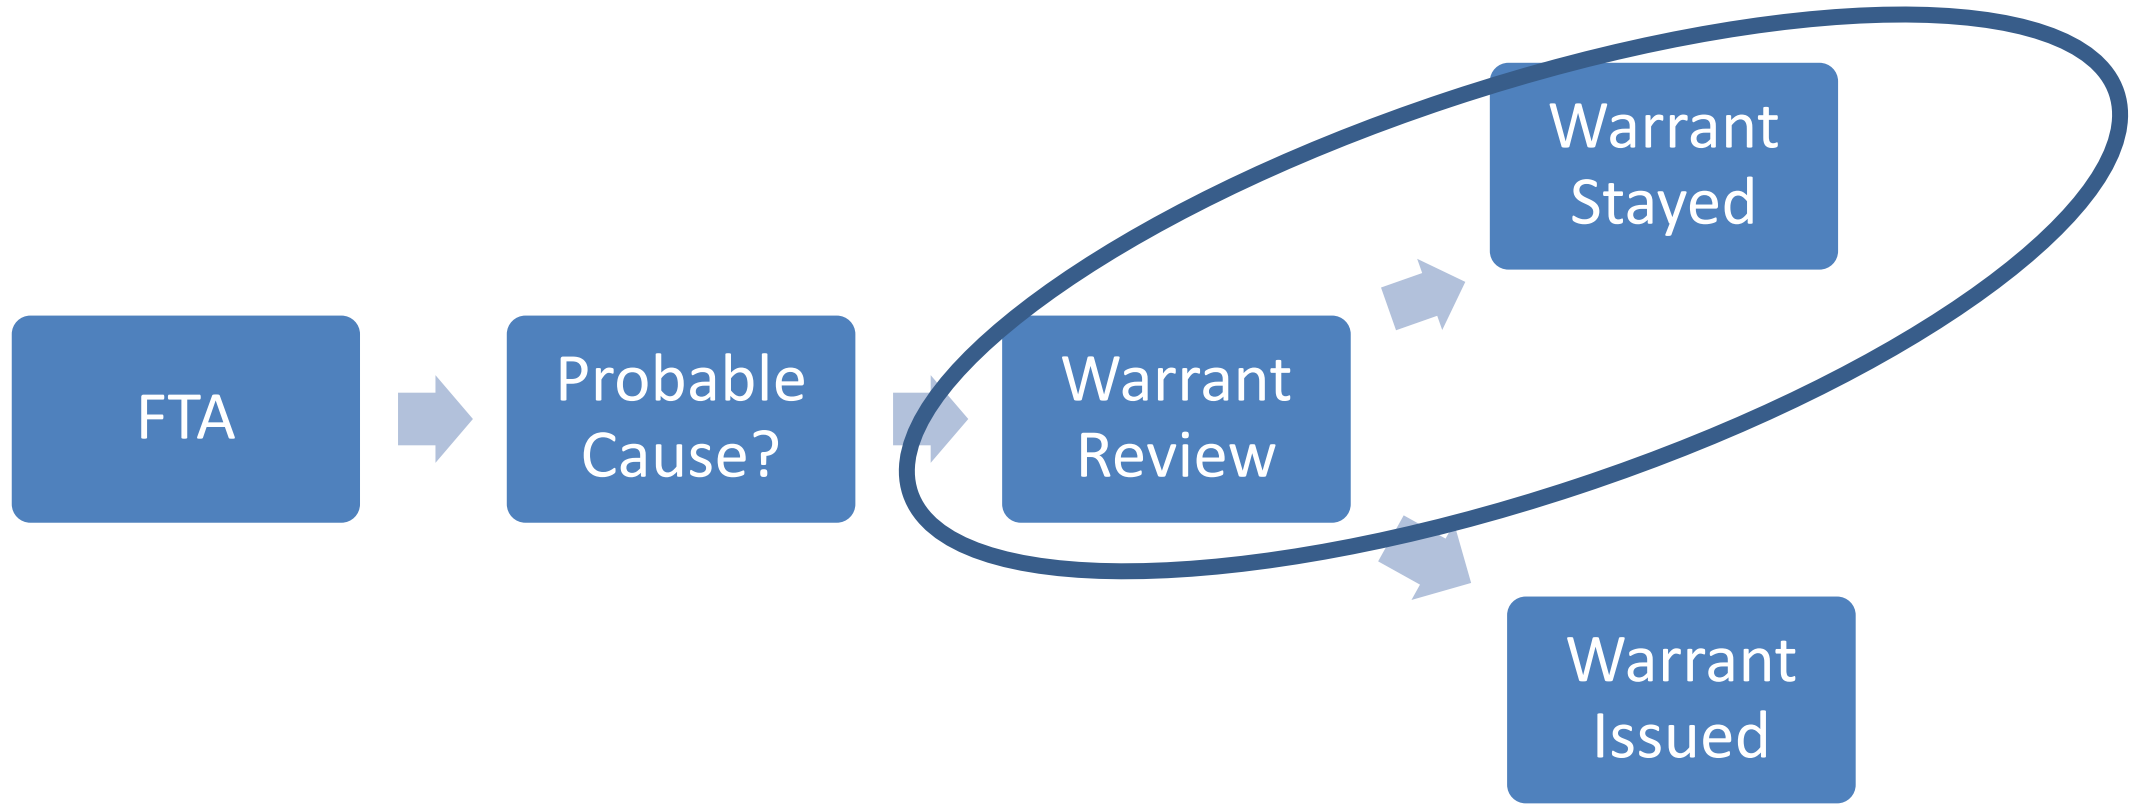 FTA
Probable
Cause?
Warrant
Review
Warrant
Stayed
Warrant
Issued